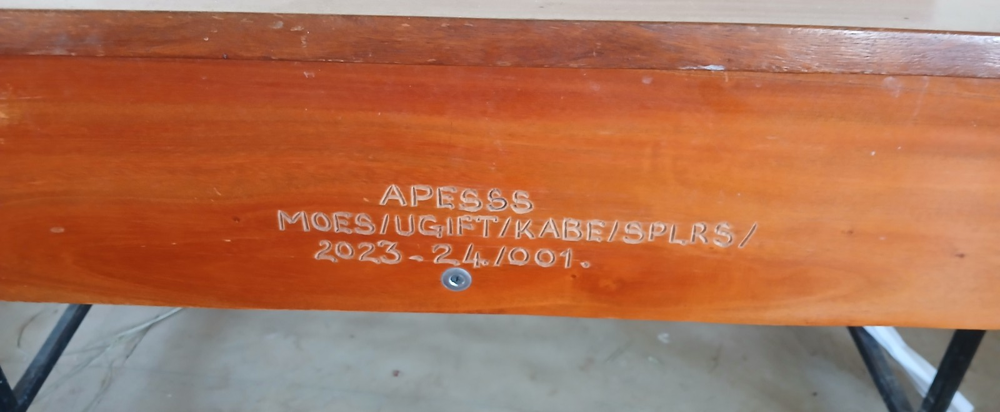 APESSS
MOES/UGIFT/KABE/SPLRS/
2023-24/001.